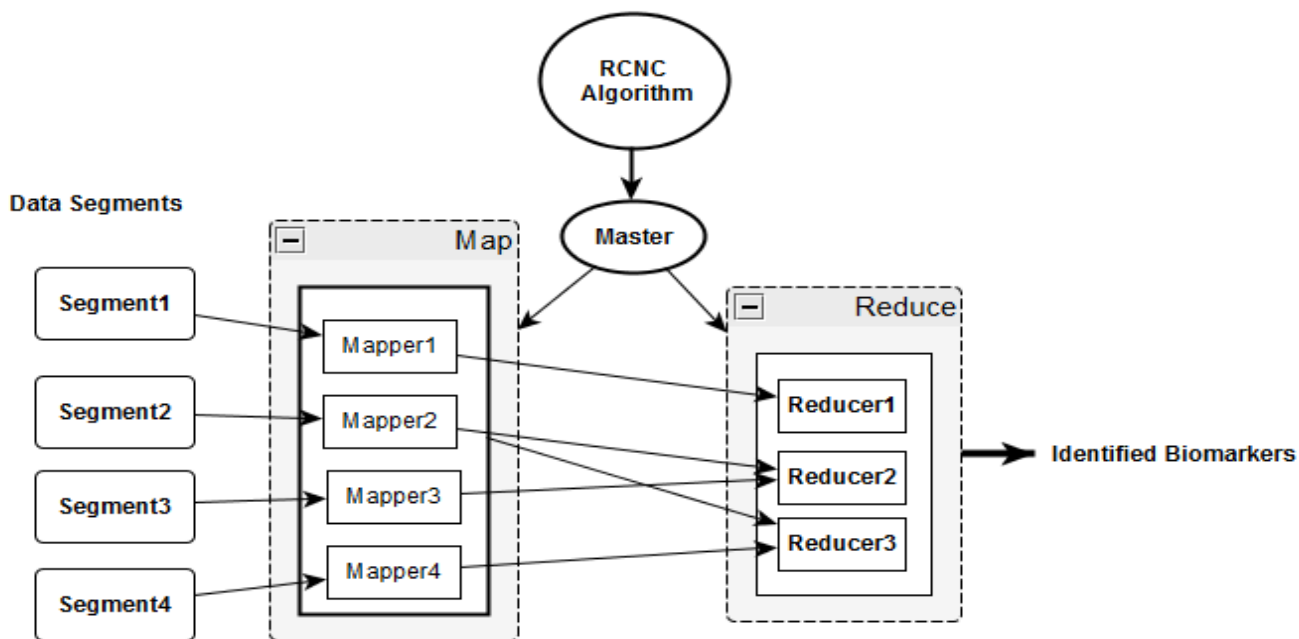 RCNC
Algorithm
Data Segments
Master
Map
Reduce
Segment1
Mapper1
Segment2
Mapper2
Segment3
Mapper3
Segment4
Mapper4
Reducer1
Reducer2
Reducer3
Identified Biomarkers